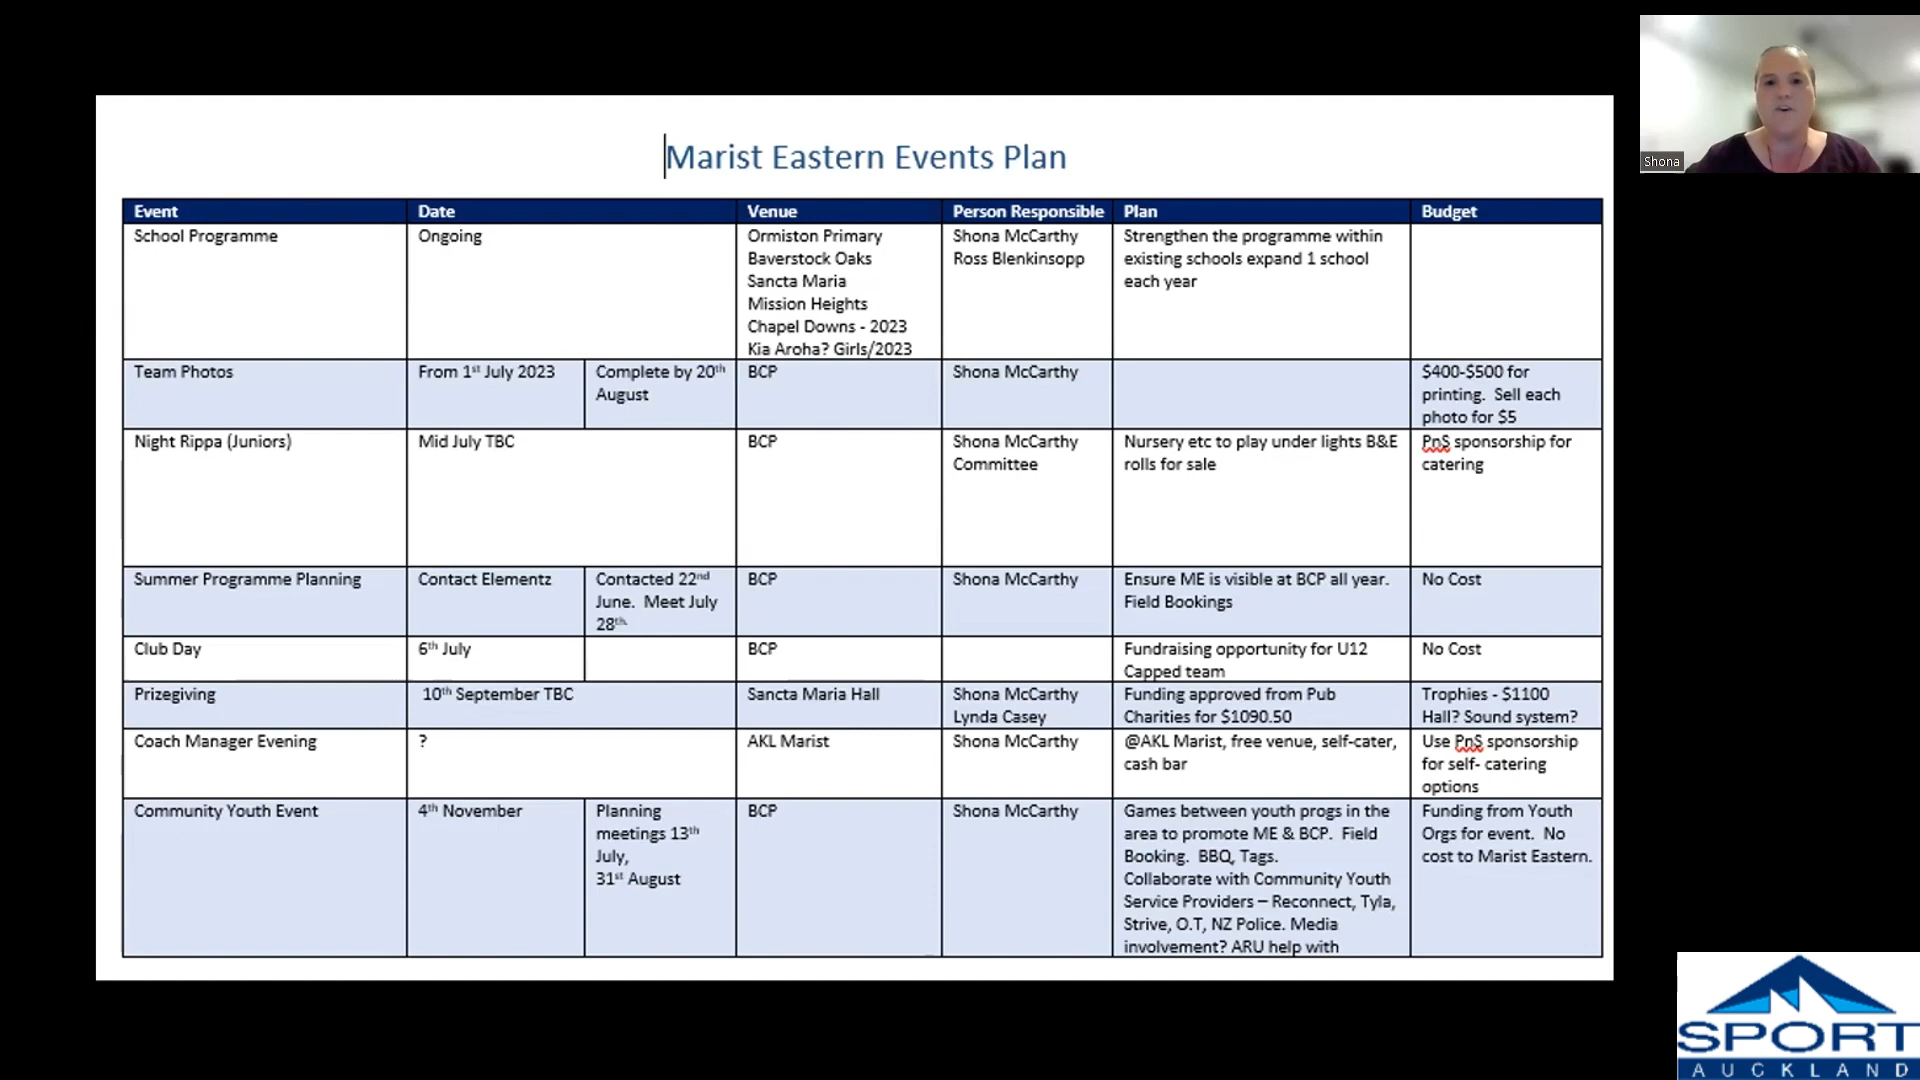 Shona
Marist Eastern Events Plan
Event Date Venue Person Responsible Plan Budget
School Programme
Ongoing
Ormiston Primary
Baverstock Oaks
Sancta Maria
Mission Heights
Chapel Downs - 2023
Kia Aroha? Girls/2023
Shona McCarthy
Ross Blenkinsopp
Strengthen the programme within
existing schools expand 1 school
each year
Team Photos
From 1st July 2023
Complete by 20th
August
BCP
Shona McCarthy
$400-$500 for
printing. Sell each
photo for $5
Night Rippa (Juniors)
Mid July TBC
BCP
Shona McCarthy
Committee
Nursery etc to play under lights B&E
rolls for sale
PnS sponsorship for
catering
Summer Programme Planning
Contact Elementz
Contacted 22nd
June. Meet July
28th.
BCP
Shona McCarthy
Ensure ME is visible at BCP all year.
Field Bookings
No Cost
Club Day
6th July
BCP
Fundraising opportunity for U12
Capped team
No Cost
Prizegiving
10th September TBC
Sancta Maria Hall
Shona McCarthy
Lynda Casey
Funding approved from Pub
Charities for $1090.50
Trophies - $1100
Hall? Sound system?
Coach Manager Evening
?
AKL Marist
Shona McCarthy
@AKL Marist, free venue, self-cater,
cash bar
Use PnS sponsorship
for self- catering
options
Community Youth Event
4th November
Planning
meetings 13th
July,
31st August
BCP
Shona McCarthy
Games between youth progs in the
area to promote ME & BCP. Field
Booking. BBQ, Tags.
Collaborate with Community Youth
Service Providers – Reconnect, Tyla,
Strive, O.T, NZ Police. Media
involvement? ARU help with
Funding from Youth
Orgs for event. No
cost to Marist Eastern.
SPORT
AUCKLAND